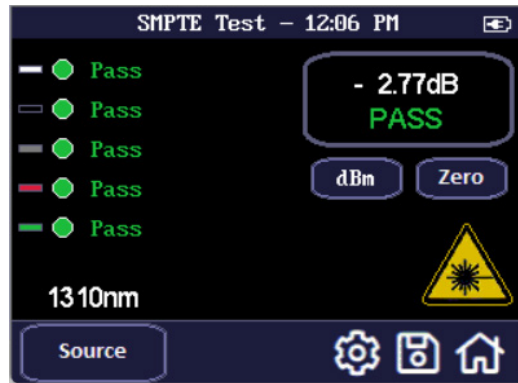 SMPTE Test - 12:06 PM
Pass
Pass
Pass
Pass
Pass
- 2.77dB
PASS
dBm
Zero
1310nm
Source